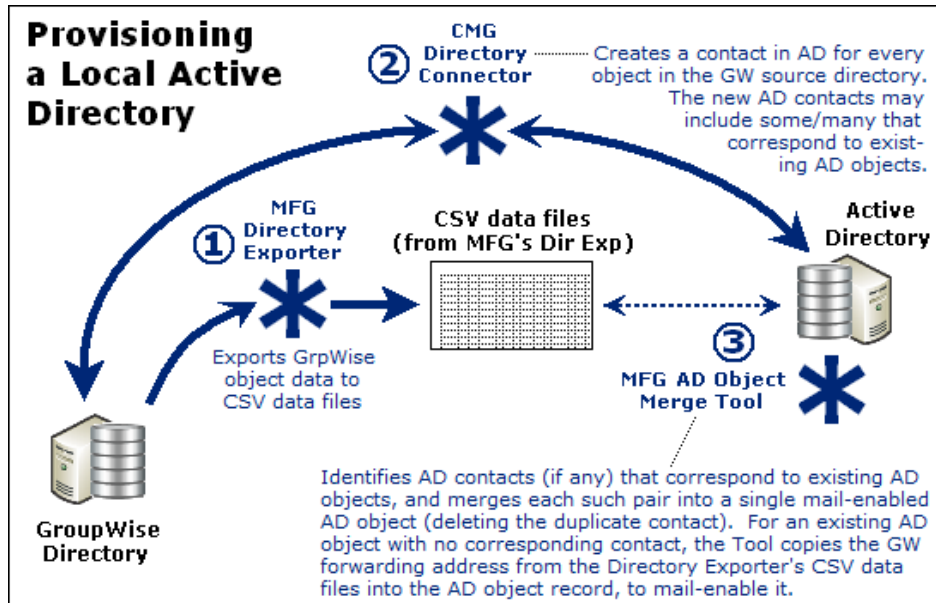 Provisioning
a Local Active
Directory
2
CMG
Directory
Connector
Creates a contact in AD for every
object in the GW source directory.
The new AD contacts may
include some/many that
correspond to exist-
ing AD objects.
1
MFG
Directory
Exporter
CSV data files
(from MFG's Dir Exp)
Active
Directory
Exports GrpWise
object data to
CSV data files
3
MFG AD Object
Merge Tool
GroupWise
Directory
Identifies AD contacts (if any) that correspond to existing AD
objects, and merges each such pair into a single mail-enabled
AD object (deleting the duplicate contact). For an existing AD
object with no corresponding contact, the Tool copies the GW
forwarding address from the Directory Exporter's CSV data
files into the AD object record, to mail-enable it.